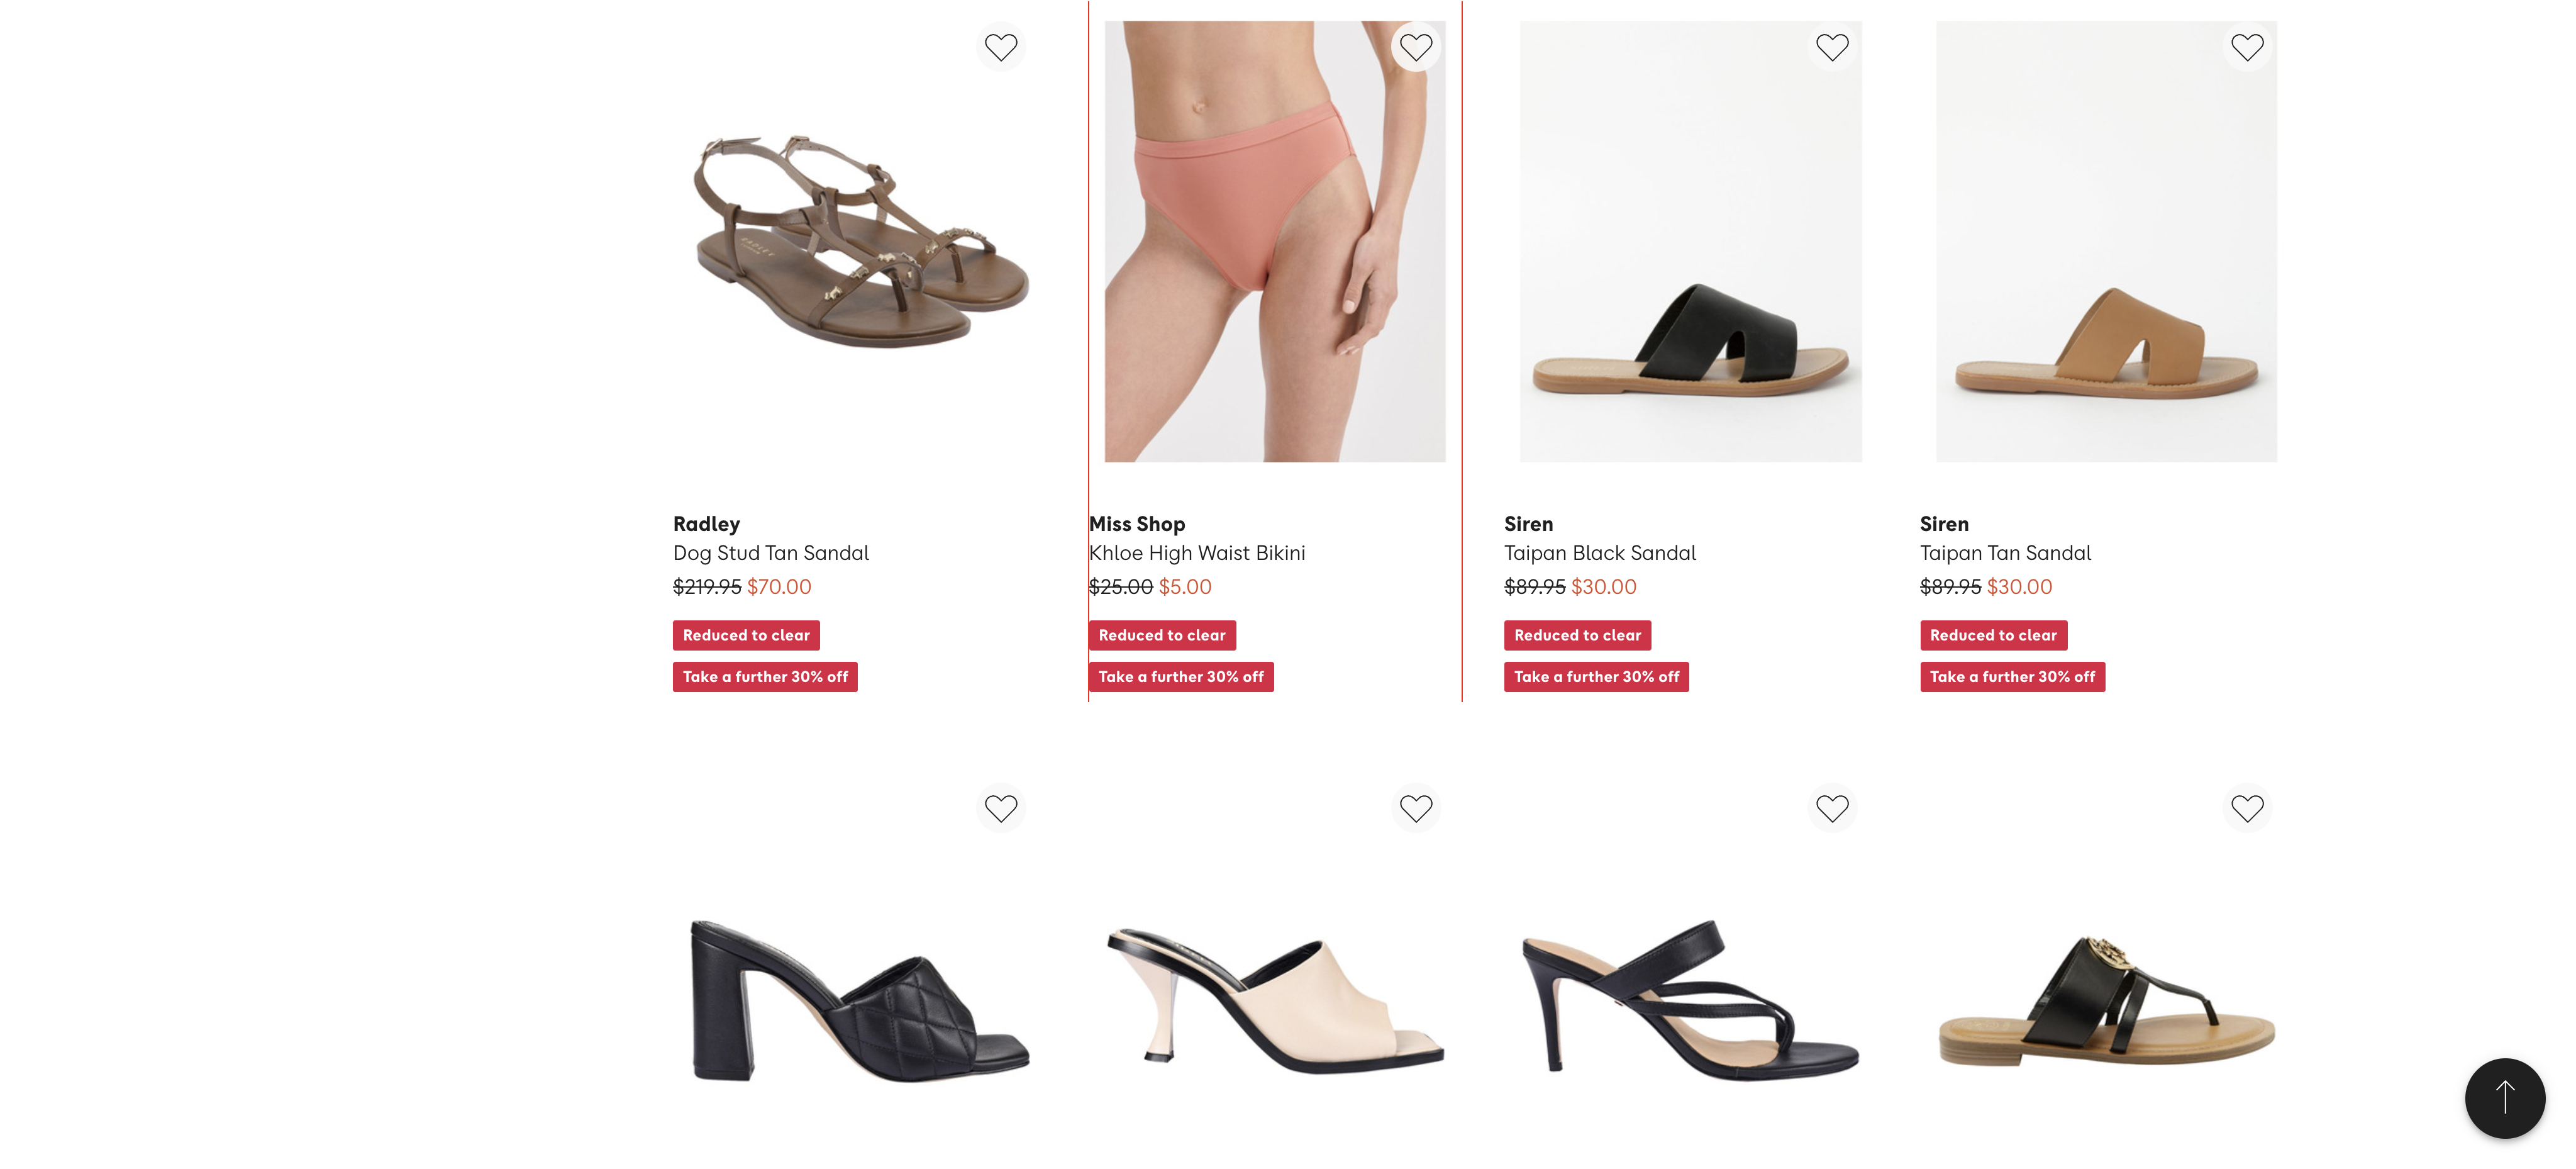 Radley
Dog Stud Tan Sandal
$219.95 $70.00
Reduced to clear
Take a further 30% off
Miss Shop
Khloe High Waist Bikini
$25.00 $5.00
Reduced to clear
Take a further 30% off
Siren
Taipan Black Sandal
$89.95 $30.00
Reduced to clear
Take a further 30% off
Siren
Taipan Tan Sandal
$89.95 $30.00
Reduced to clear
Take a further 30% off
RADLEY